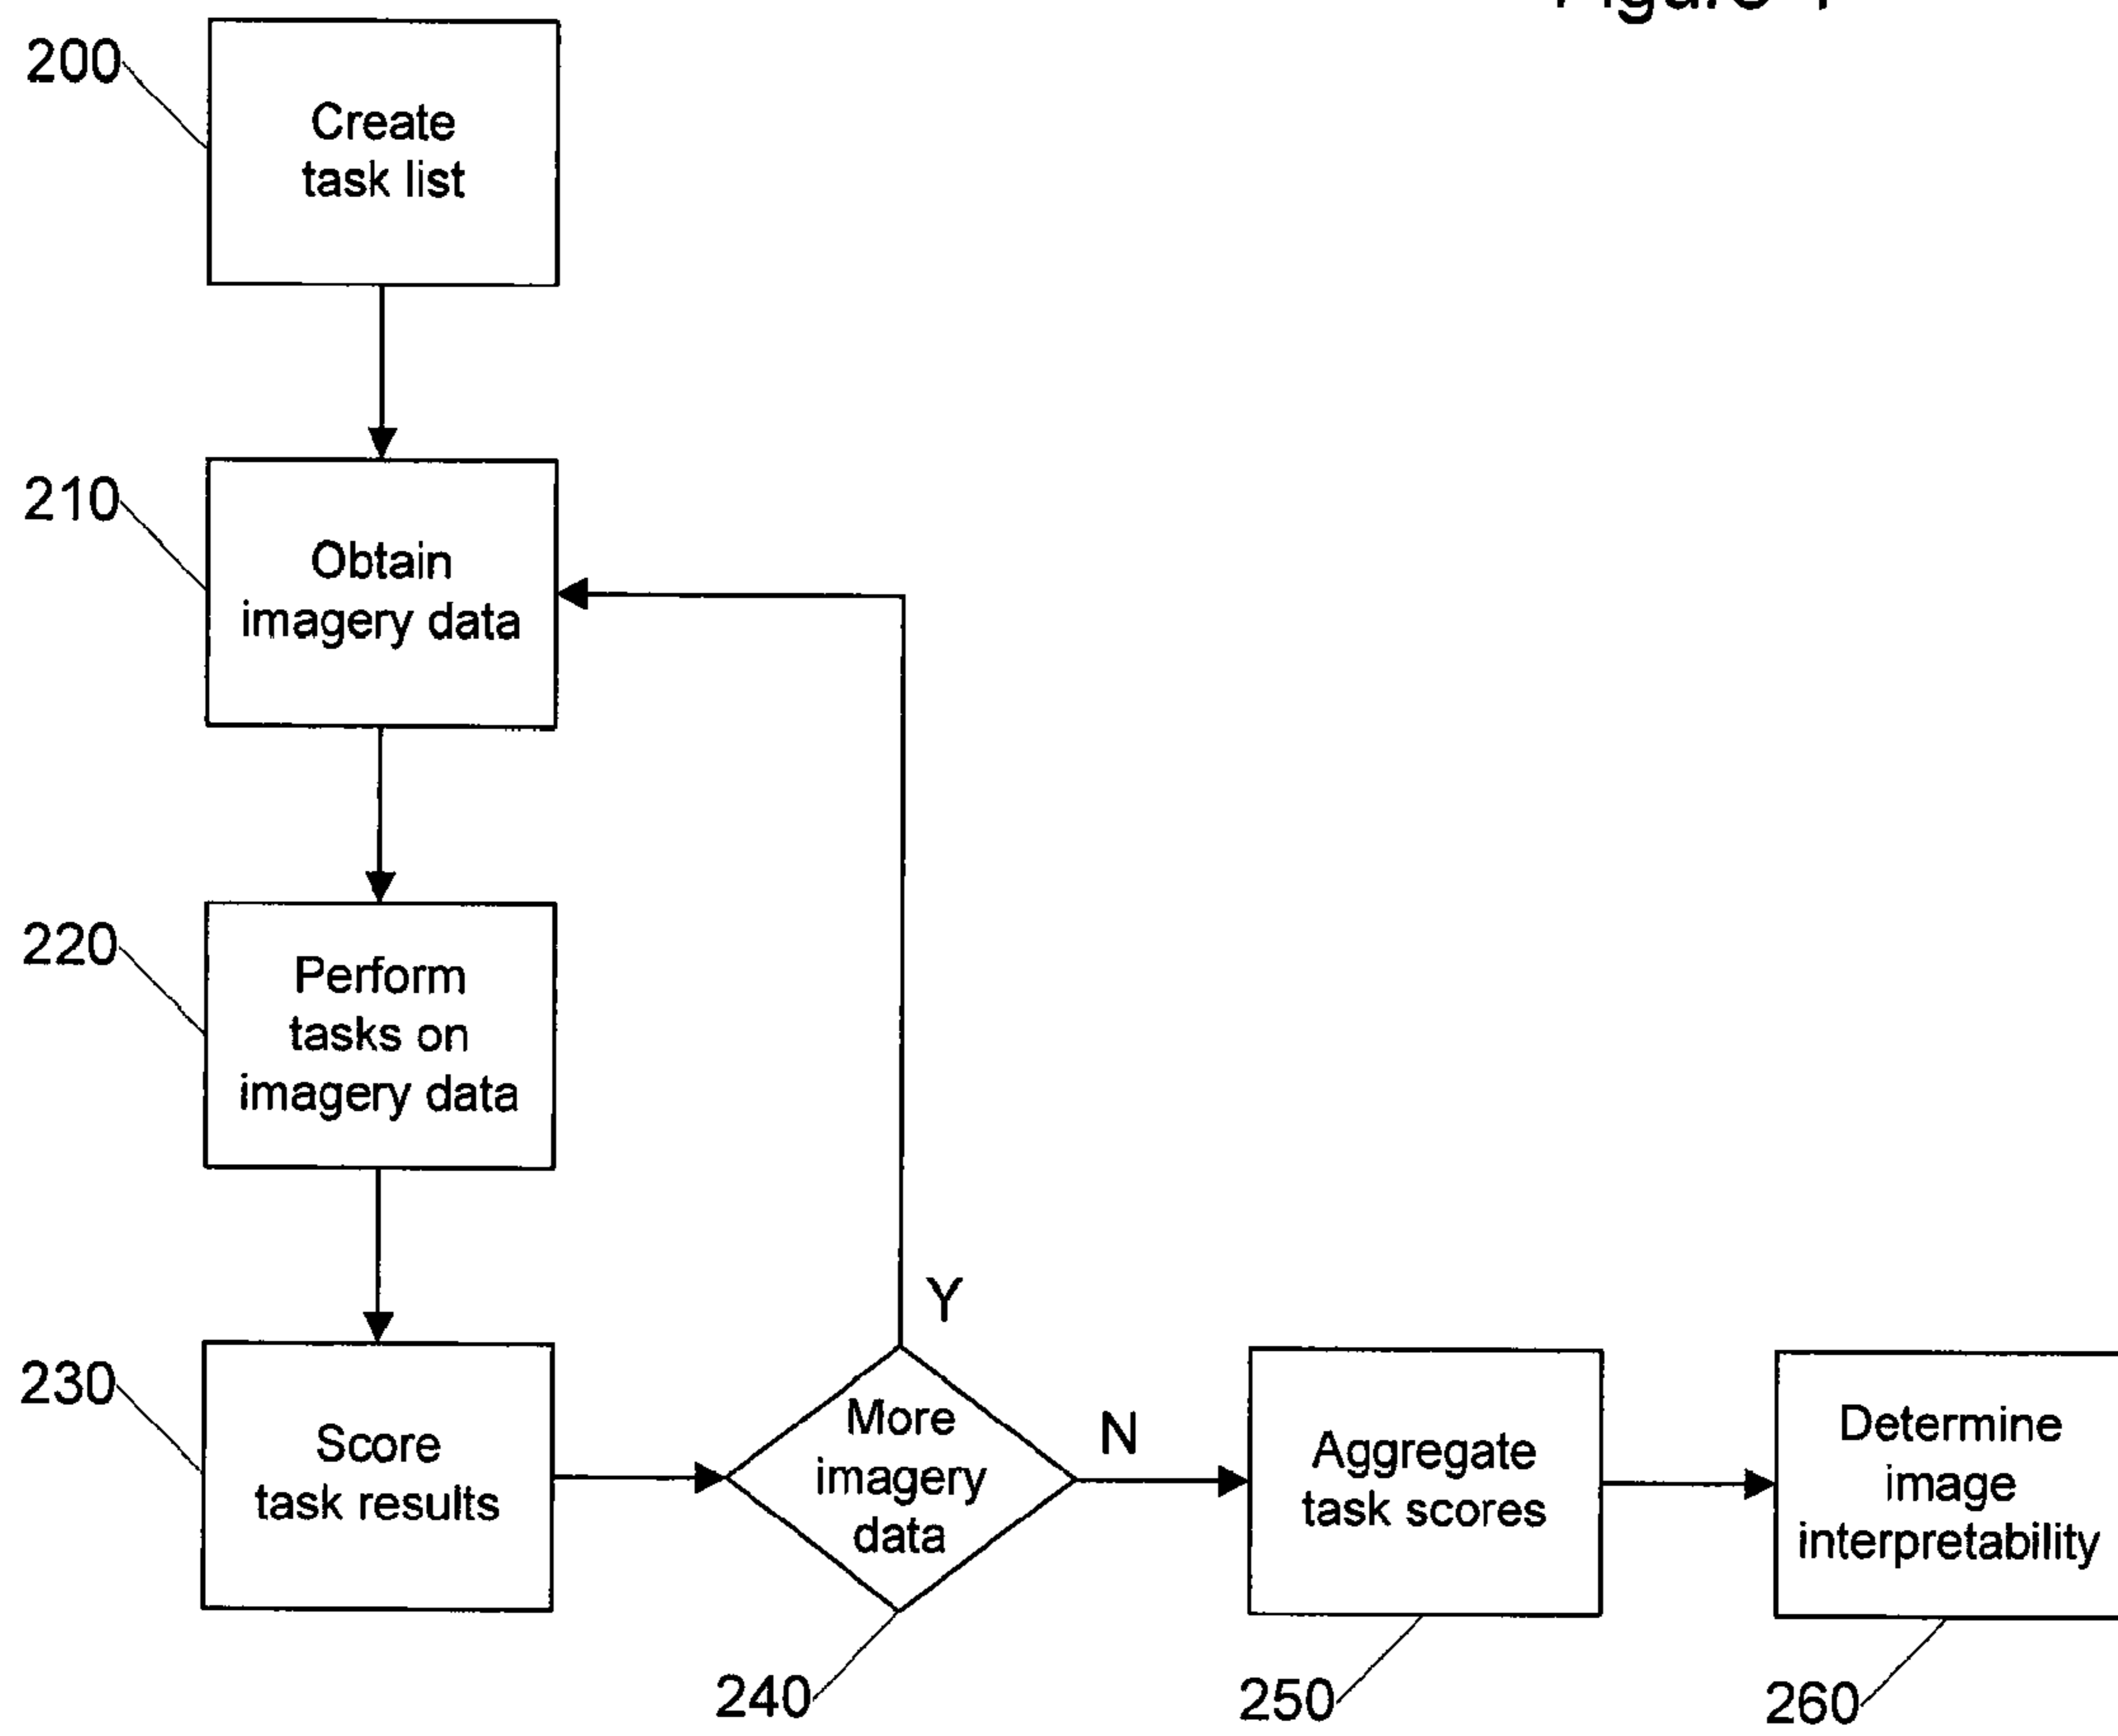 200
Create
task list
210
Obtain
imagery data
220
Perform
tasks on
imagery data
Y
230
Score
task results
More
imagery
data
N
Aggregate
task scores
Determine
image
interpretability
240
250
260